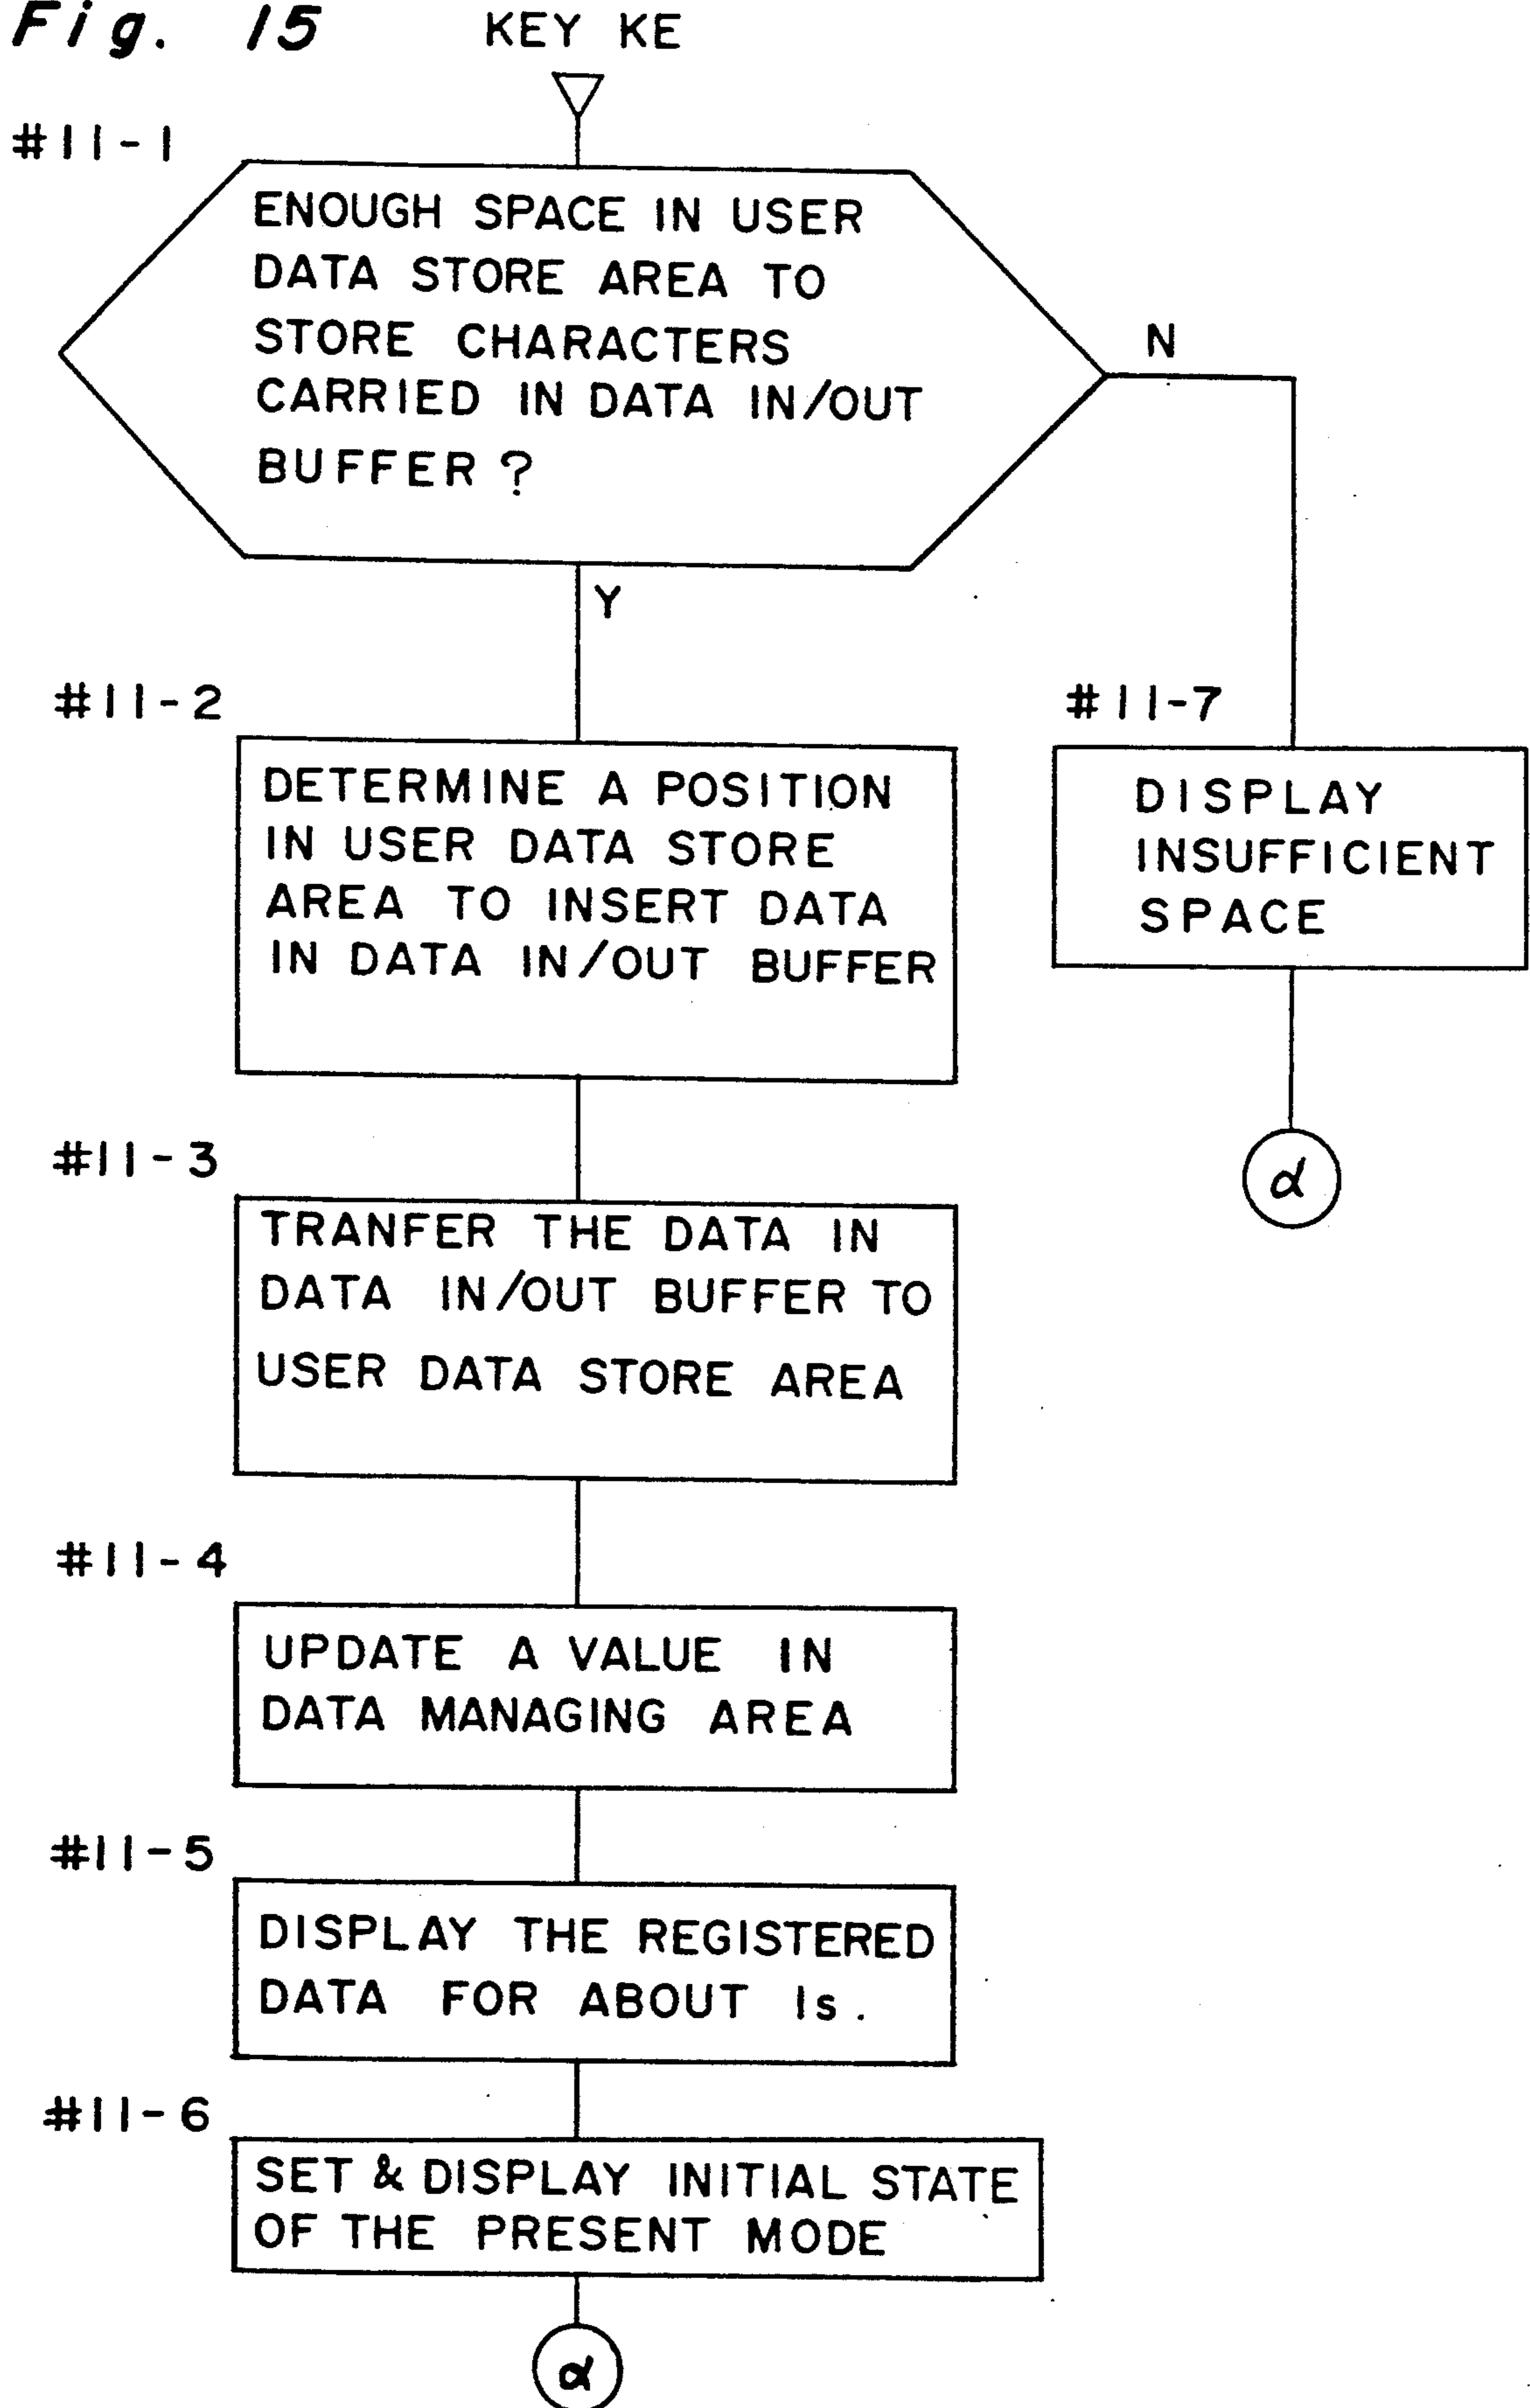 Fig. 15
KEY KE
#11-1
ENOUGH SPACE IN USER
DATA STORE AREA TO
STORE CHARACTERS
CARRIED IN DATA IN/OUT
BUFFER ?
N
Y
#11-2
DETERMINE A POSITION
IN USER DATA STORE
AREA TO INSERT DATA
IN DATA IN/OUT BUFFER
#11-7
DISPLAY
INSUFFICIENT
SPACE
α
#11-3
TRANFER THE DATA IN
DATA IN/OUT BUFFER TO
USER DATA STORE AREA
#11-4
UPDATE A VALUE IN
DATA MANAGING AREA
#11-5
DISPLAY THE REGISTERED
DATA FOR ABOUT 1s.
#11-6
SET & DISPLAY INITIAL STATE
OF THE PRESENT MODE
α